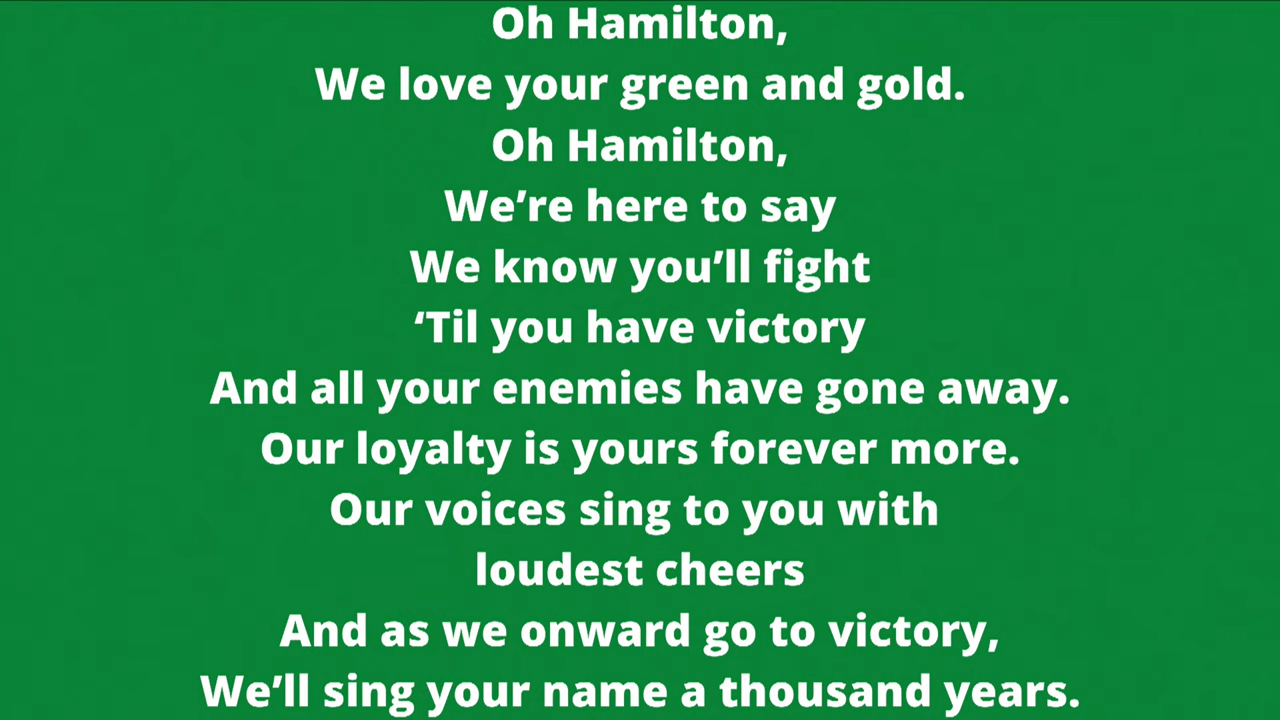 Oh Hamilton,
We love your green and gold.
Oh Hamilton,
We’re here to say
We know you’ll fight
‘Til you have victory
And all your enemies have gone away.
Our loyalty is yours forever more.
Our voices sing to you with
loudest cheers
And as we onward go to victory,
We’ll sing your name a thousand years.